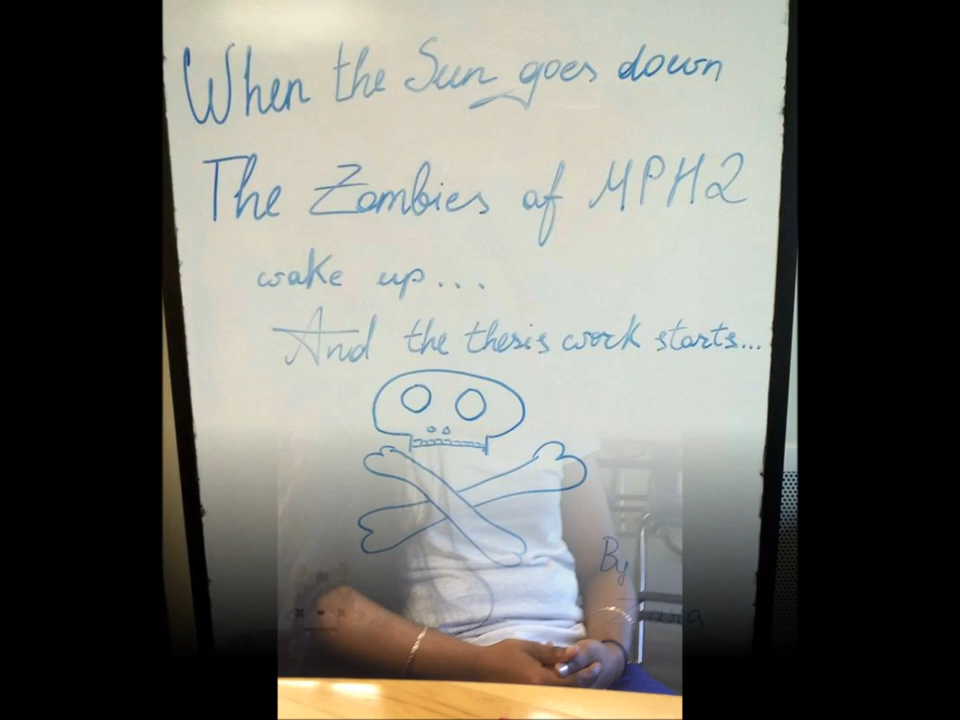 When the Sun goes down
The Zombies of MPH2
wake up...
And the thesis work starts...
By